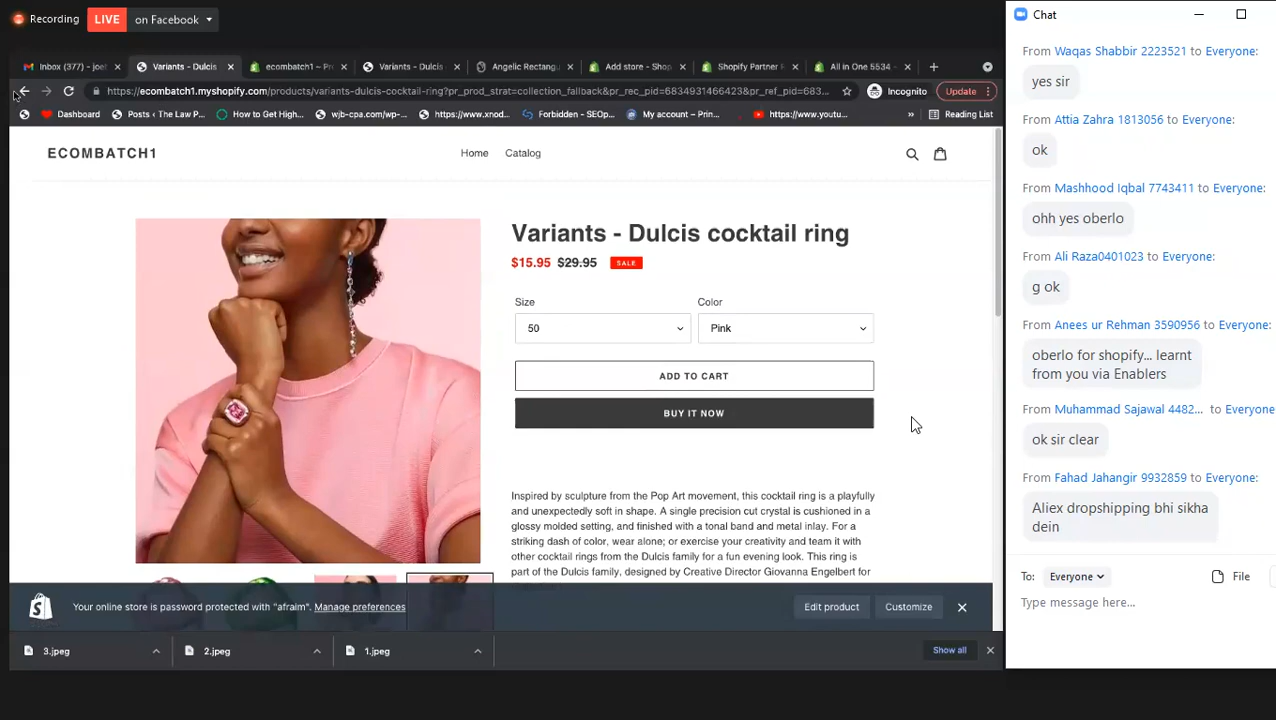 Recording LIVE on Facebook
Inbox (377) – joel
Variants - Dulcis
ecombatch1 ~ Pr
Variants - Dulcis
Angelic Rectangu
Add store - Shop
Shopify Partner
All in One 5534 -
https://ecombatch1.myshopify.com/products/variants-dulcis-cocktail-ring?pr_prod_strat=collection_fallback&pr_rec_pid=6834931466423&pr_ref_pid=683...
Incognito
Update
Dashboard
Posts ‹ The Law P...
How to Get High...
wjb-cpa.com/wp-...
https://www.xnod...
Forbidden - SEOp...
My account – Prin...
https://www.youtu...
»
Reading List
ECOMBATCH1
Home Catalog
Variants - Dulcis cocktail ring
$15.95 $29.95 SALE
Size Color
50 Pink
ADD TO CART
BUY IT NOW
Inspired by sculpture from the Pop Art movement, this cocktail ring is a playfully
and unexpectedly soft in shape. A single precision cut crystal is cushioned in a
glossy molded setting, and finished with a tonal band and metal inlay. For a
striking dash of color, wear alone; or exercise your creativity and team it with
other cocktail rings from the Dulcis family for a fun evening look. This ring is
part of the Dulcis family, designed by Creative Director Giovanna Engelbert for
Your online store is password protected with "afraim". Manage preferences
Edit product
Customize
3.jpeg
2.jpeg
1.jpeg
Show all
Chat
From Waqas Shabbir 2223521 to Everyone:
yes sir
From Attia Zahra 1813056 to Everyone:
ok
From Mashhood Iqbal 7743411 to Everyone:
ohh yes oberlo
From Ali Raza0401023 to Everyone:
g ok
From Anees ur Rehman 3590956 to Everyone:
oberlo for shopify... learnt
from you via Enablers
From Muhammad Sajawal 4482... to Everyone
ok sir clear
From Fahad Jahangir 9932859 to Everyone:
Aliex dropshipping bhi sikha
dein
To: Everyone File
Type message here...